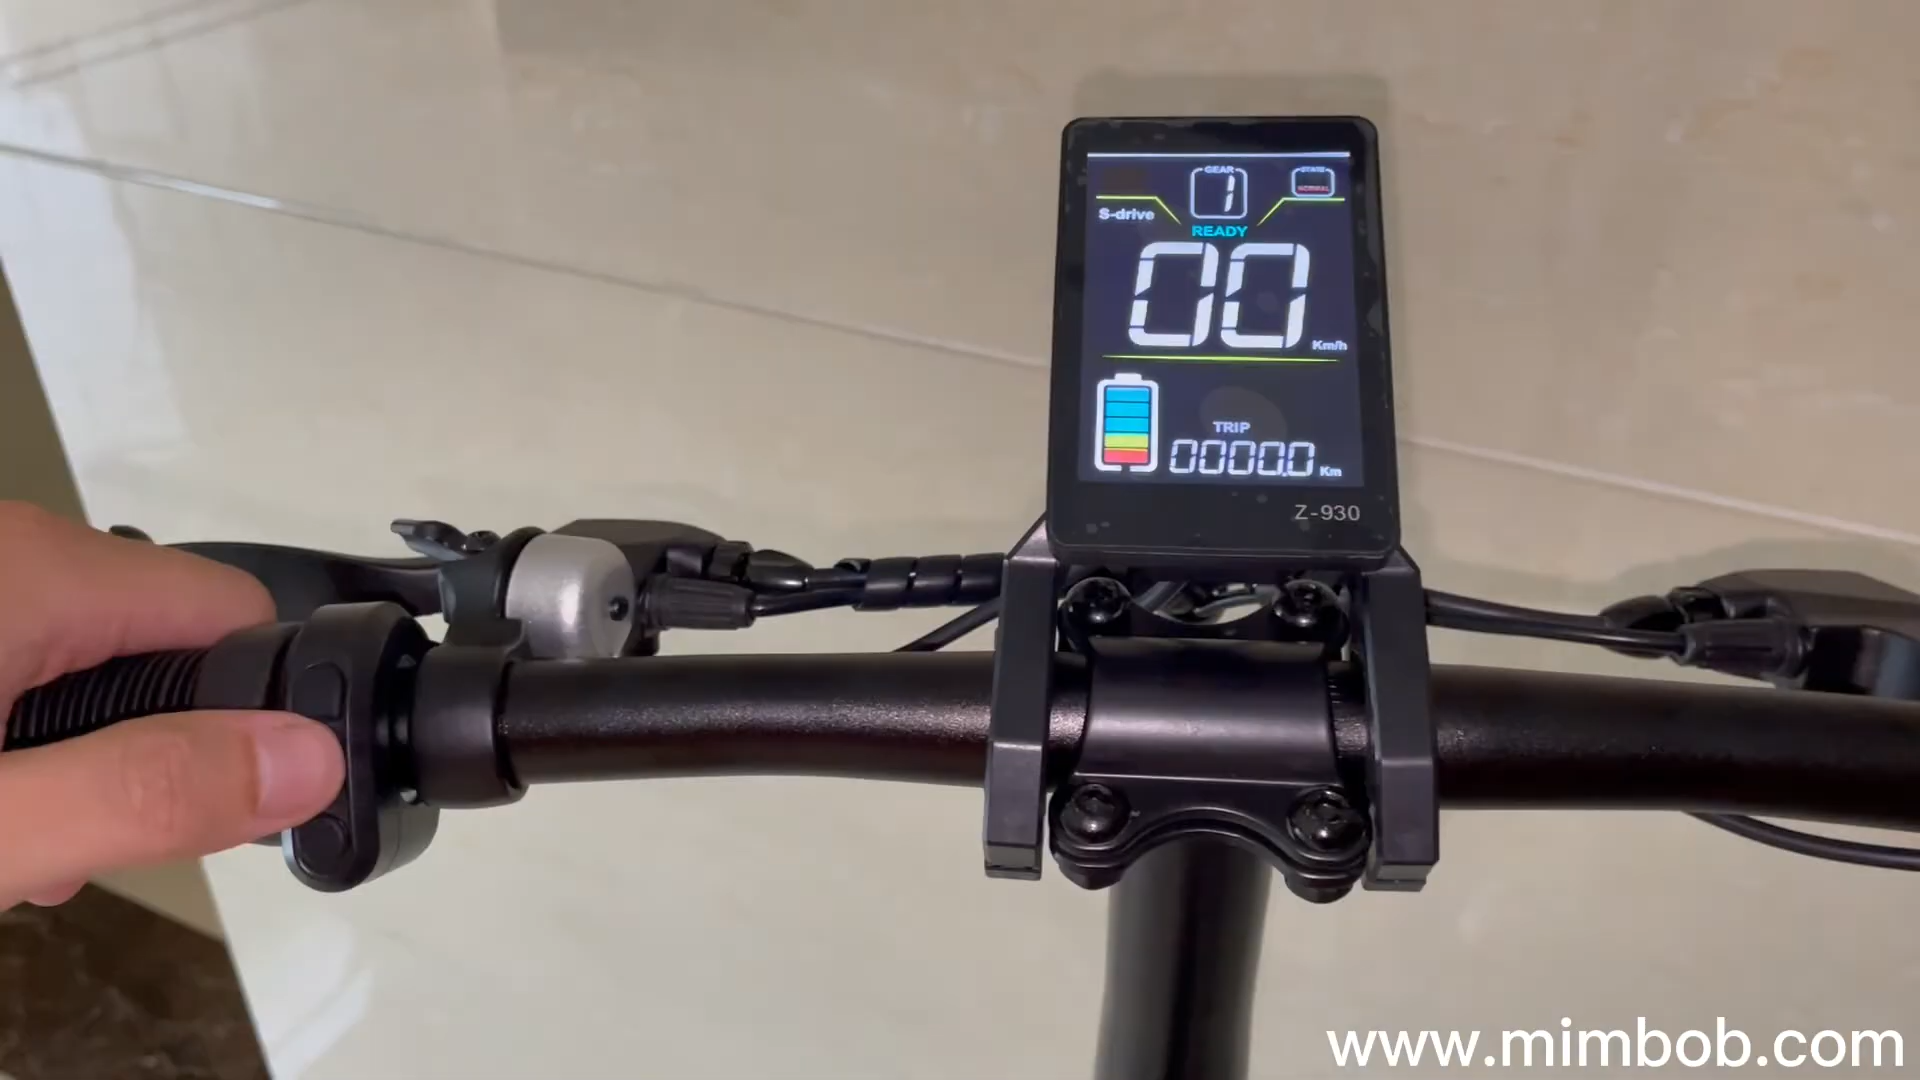 GEAR
1
STATE
NORMAL
S-drive
READY
00
Km/h
TRIP
0000.0 Km
Z-930
www.mimbob.com